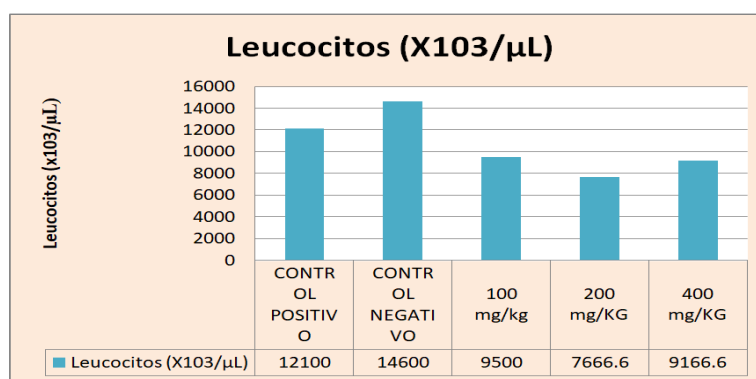 Leucocitos (X103/µL)
Leucocitos (x103/µL)
16000
14000
12000
10000
8000
6000
4000
2000
0
CONTR
OL
POSITIV
O
CONTR
OL
NEGATI
VO
100
mg/kg
200
mg/KG
400
mg/KG
Leucocitos (X103/µL) 12100 14600 9500 7666.6 9166.6